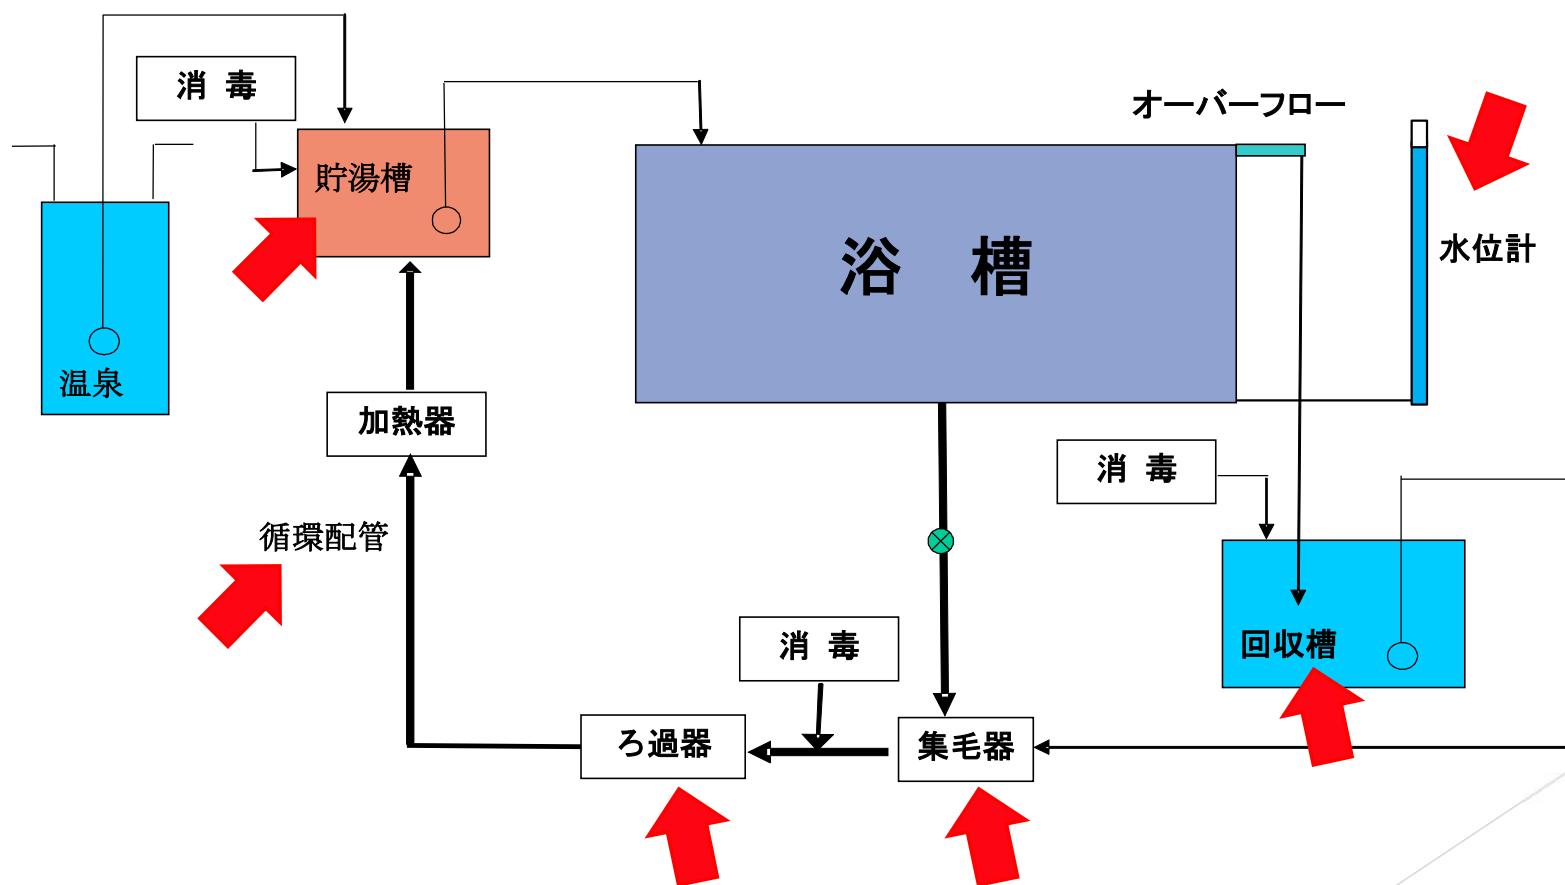 消 毒
オーバーフロー
貯湯槽
水位計
浴 槽
温泉
加熱器
消 毒
循環配管
消 毒
回収槽
ろ過器
集毛器